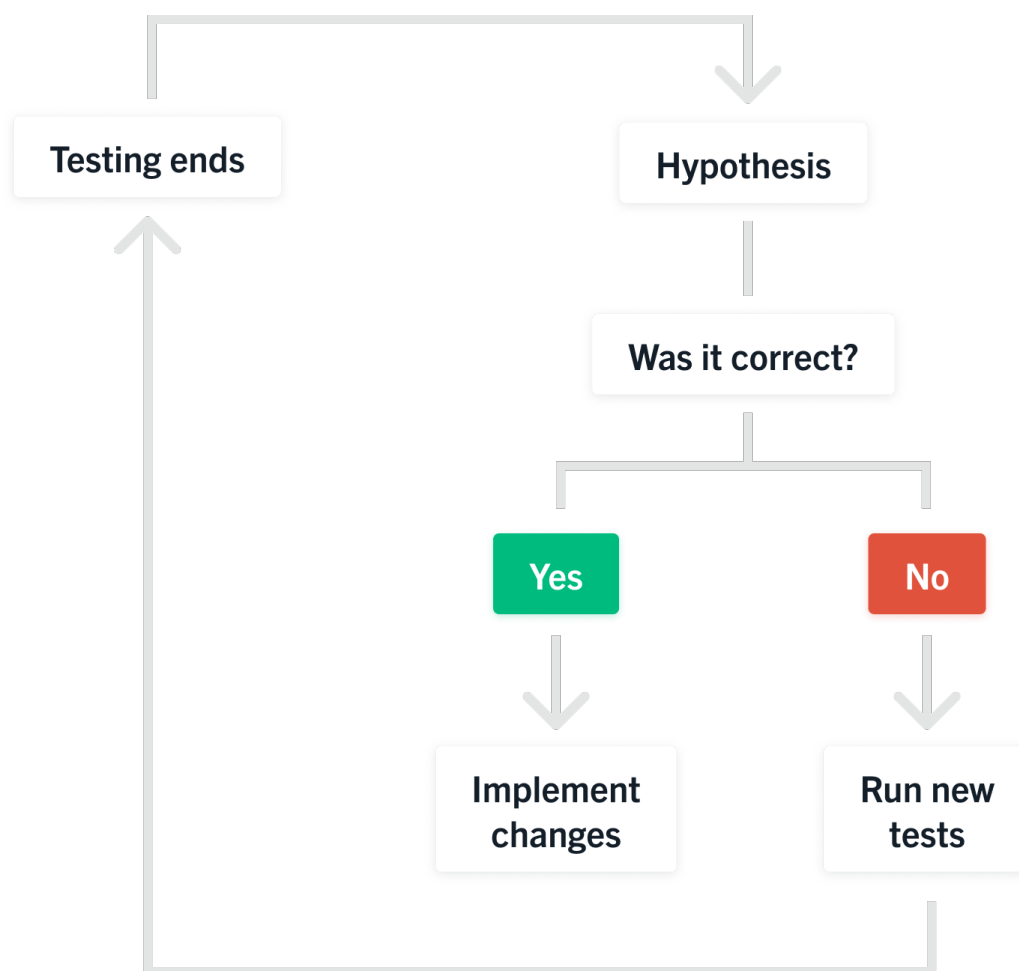 Testing ends
Hypothesis
Was it correct?
Yes
No
Implement
changes
Run new
tests